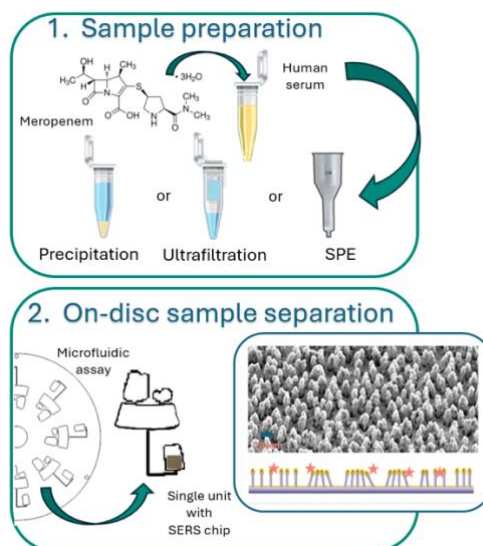 1. Sample preparation
OH
CH₃
H₃C
H
H
• 3H₂O
Human
serum
S
O
N
CH₃
Meropenem
O
OH
NH
O
N
CH₃
or
or
Precipitation
Ultrafiltration
SPE
2. On-disc sample separation
Microfluidic
assay
Single unit
with
SERS chip